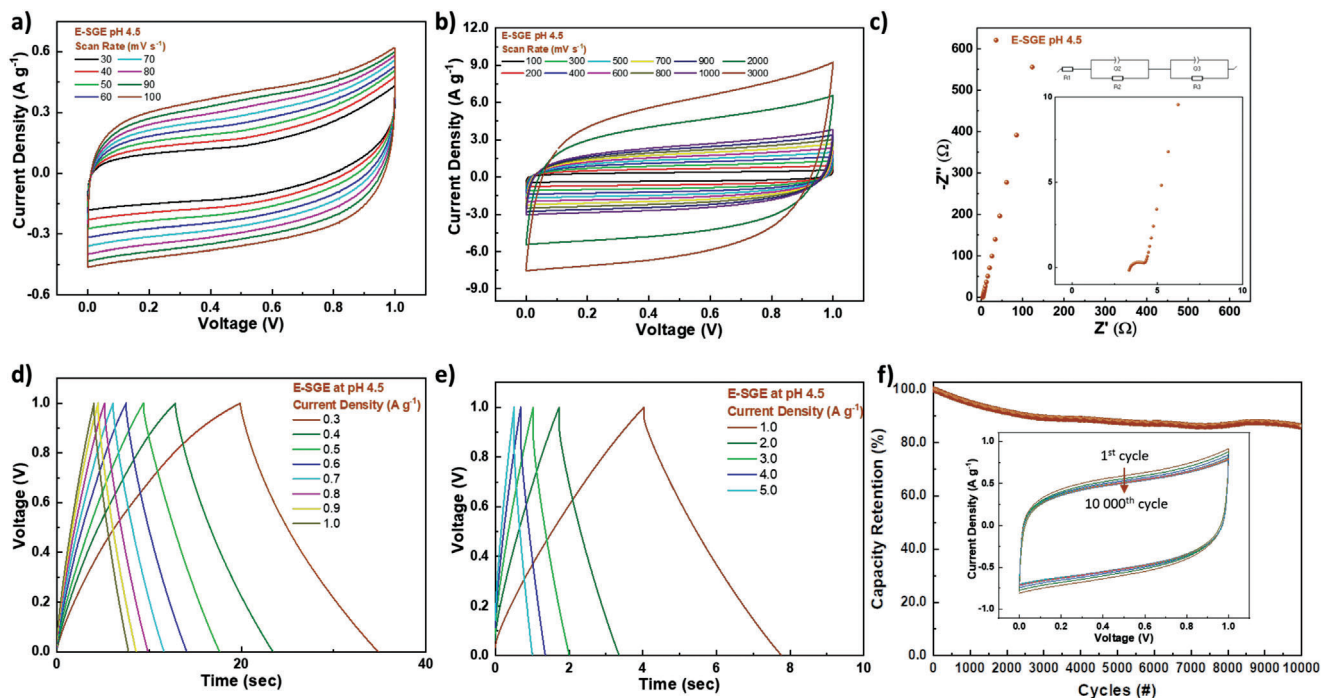 a)
E-SGE pH 4.5
Scan Rate (mV s⁻¹)
30 70
40 80
50 90
60 100
0.6
0.3
0.0
-0.3
-0.6
Current Density (A g⁻¹)
0.0 0.2 0.4 0.6 0.8 1.0
Voltage (V)
b)
E-SGE pH 4.5
Scan Rate (mV s⁻¹)
100 300 500 700 900 2000
200 400 600 800 1000 3000
12.0
9.0
6.0
3.0
0.0
-3.0
-6.0
-9.0
Current Density (A g⁻¹)
0.0 0.2 0.4 0.6 0.8 1.0
Voltage (V)
c)
E-SGE pH 4.5
600
500
400
300
200
100
0
-Z'' (Ω)
R1
Q2
R2
Q3
R3
10
5
0
0 5 10
0 100 200 300 400 500 600
Z' (Ω)
d)
E-SGE at pH 4.5
Current Density (A g⁻¹)
0.3
0.4
0.5
0.6
0.7
0.8
0.9
1.0
1.0
0.8
0.6
0.4
0.2
0.0
Voltage (V)
0 20 40
Time (sec)
e)
E-SGE at pH 4.5
Current Density (A g⁻¹)
1.0
2.0
3.0
4.0
5.0
1.0
0.8
0.6
0.4
0.2
0.0
Voltage (V)
0 2 4 6 8 10
Time (sec)
f)
100.0
80.0
60.0
40.0
20.0
0.0
Capacity Retention (%)
1st cycle
10 000th cycle
1.0
0.5
0.0
-0.5
-1.0
Current Density (A g⁻¹)
0.0 0.2 0.4 0.6 0.8 1.0
Voltage (V)
0 1000 2000 3000 4000 5000 6000 7000 8000 9000 10000
Cycles (#)